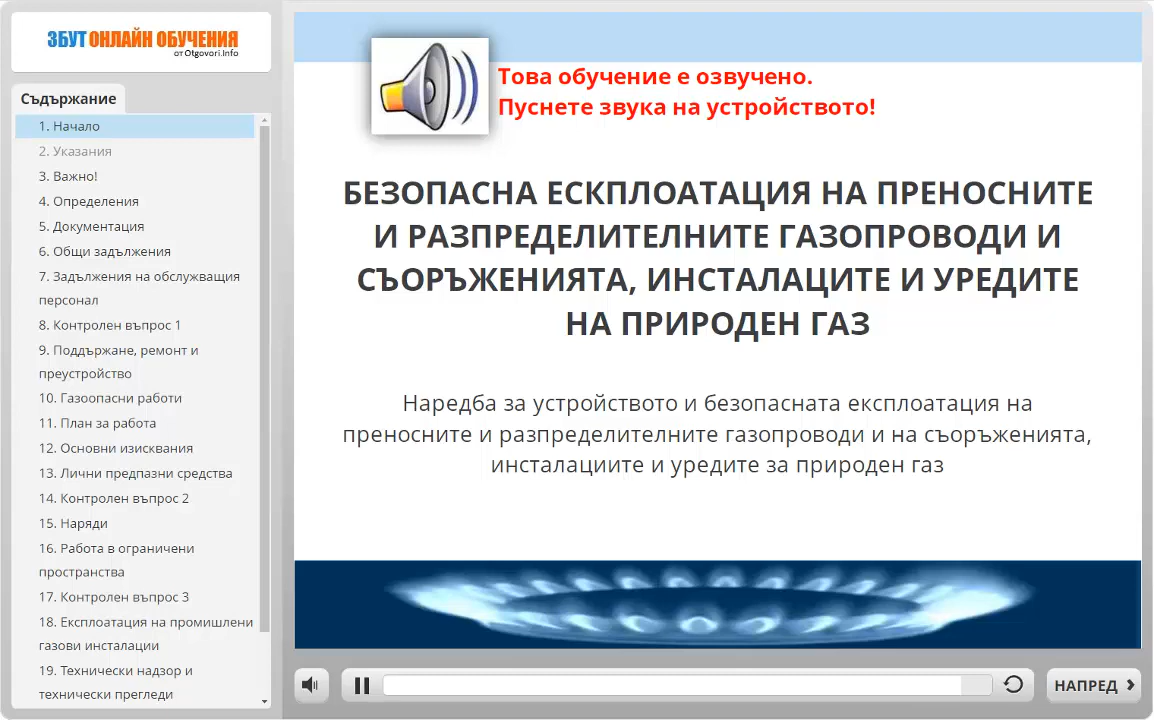 ЗБУТ ОНЛАЙН ОБУЧЕНИЯ
от Otgovori.Info
Съдържание
1. Начало
2. Указания
3. Важно!
4. Определения
5. Документация
6. Общи задължения
7. Задължения на обслужващия
персонал
8. Контролен въпрос 1
9. Поддържане, ремонт и
преустройство
10. Газоопасни работи
11. План за работа
12. Основни изисквания
13. Лични предпазни средства
14. Контролен въпрос 2
15. Наряди
16. Работа в ограничени
пространства
17. Контролен въпрос 3
18. Експлоатация на промишлени
газови инсталации
19. Технически надзор и
технически прегледи
Това обучение е озвучено.
Пуснете звука на устройството!
БЕЗОПАСНА ЕСКПЛОАТАЦИЯ НА ПРЕНОСНИТЕ
И РАЗПРЕДЕЛИТЕЛНИТЕ ГАЗОПРОВОДИ И
СЪОРЪЖЕНИЯТА, ИНСТАЛАЦИТЕ И УРЕДИТЕ
НА ПРИРОДЕН ГАЗ
Наредба за устройството и безопасната експлоатация на
преносните и разпределителните газопроводи и на съоръженията,
инсталациите и уредите за природен газ
НАПРЕД